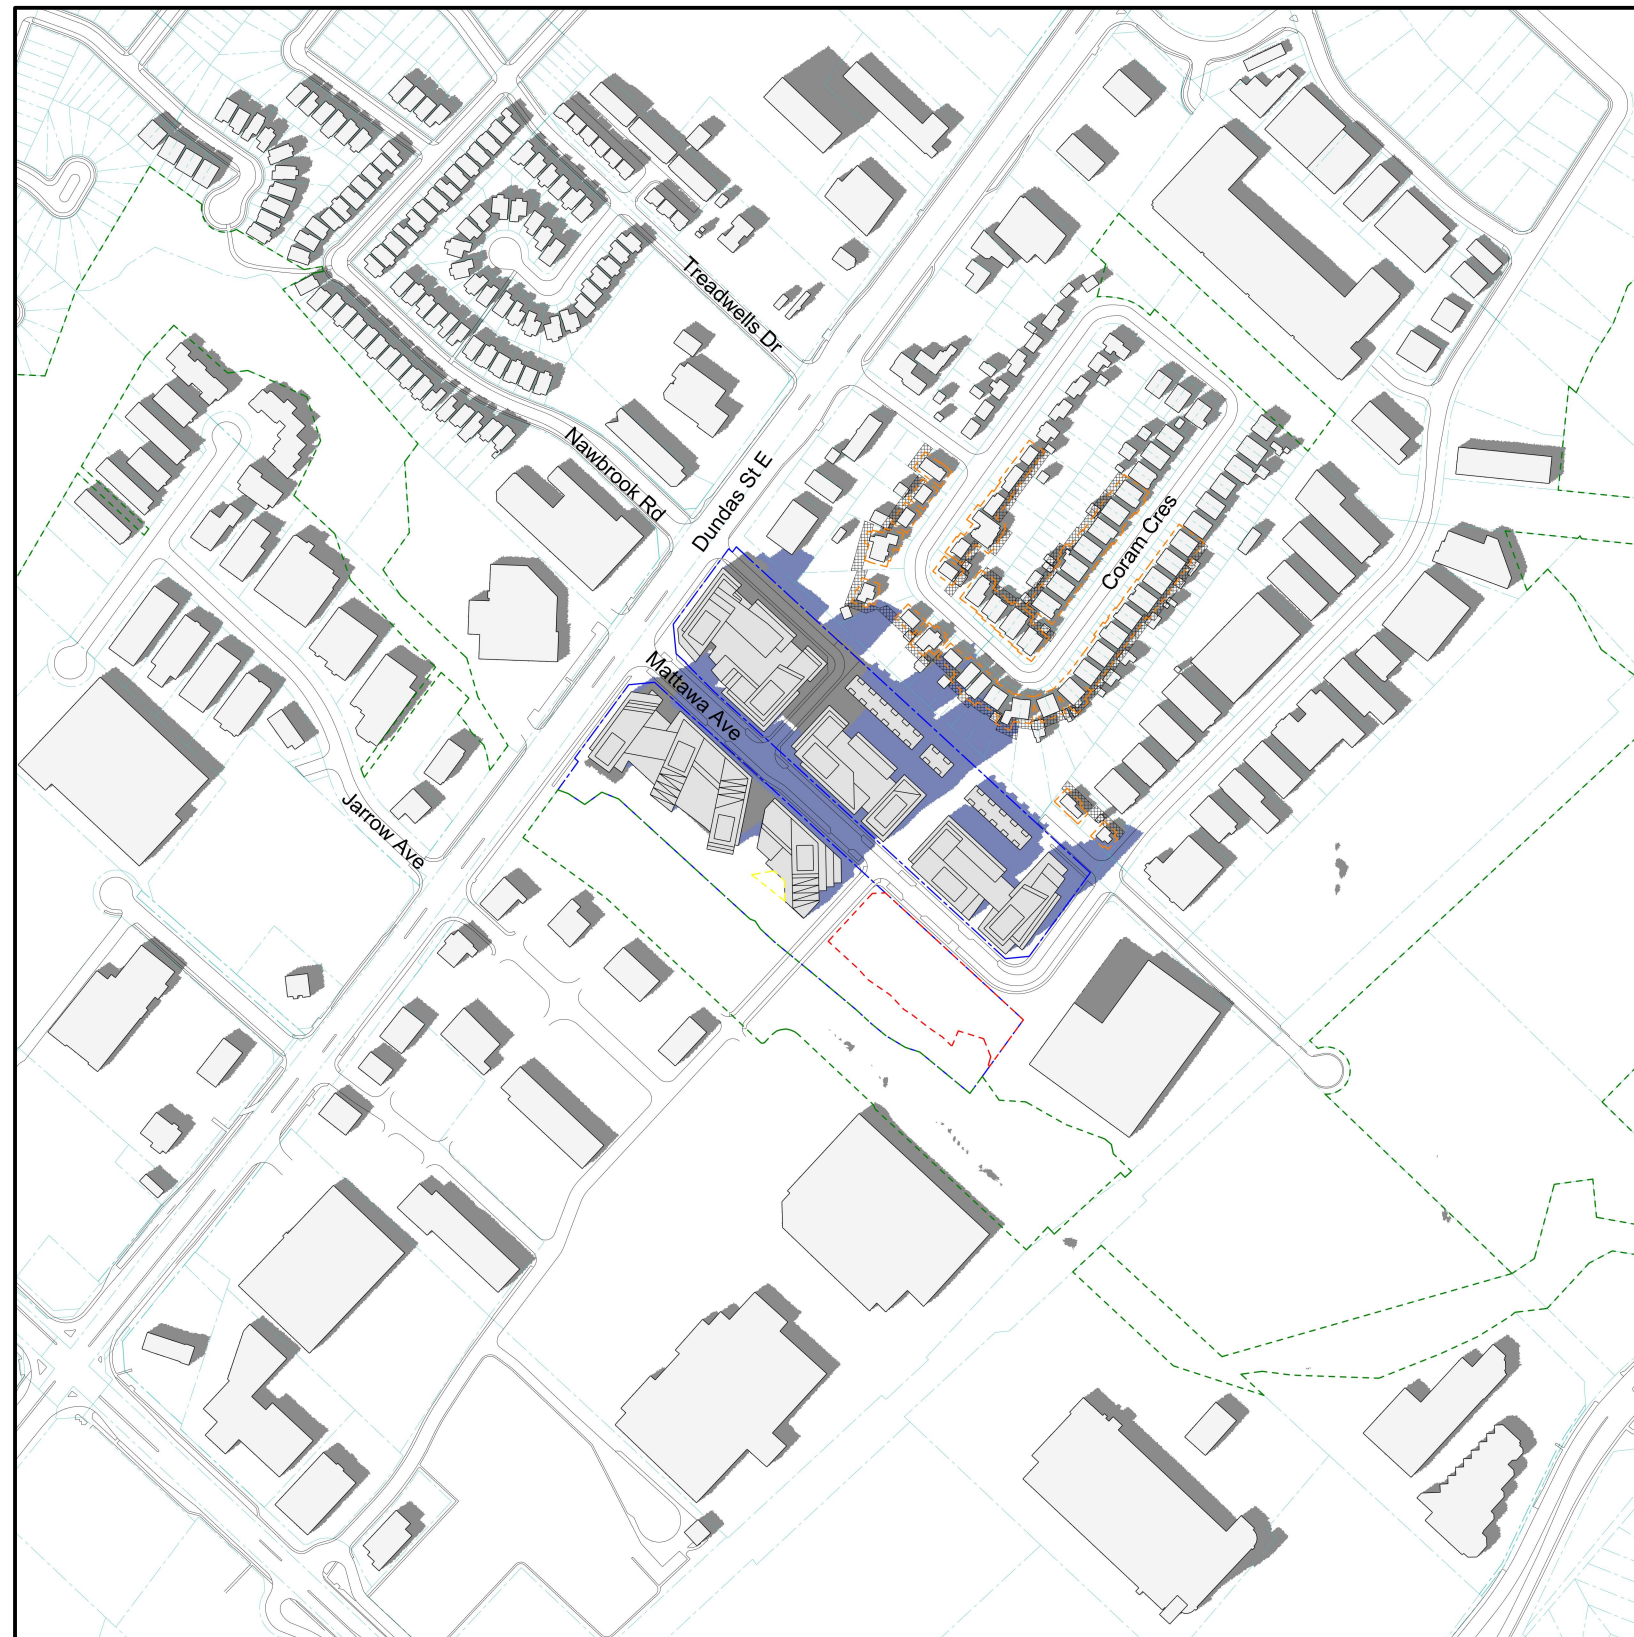 Treadwells Dr
Nawbrook Rd
Dundas St E
Coram Cres
Mattawa Ave
Jarrow Ave